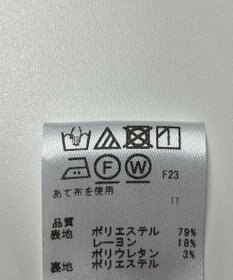 F W F23
あて布を使用
IT
品質
表地 ポリエステル 79%
レーヨン 18%
ポリウレタン 3%
裏地 ポリエステル